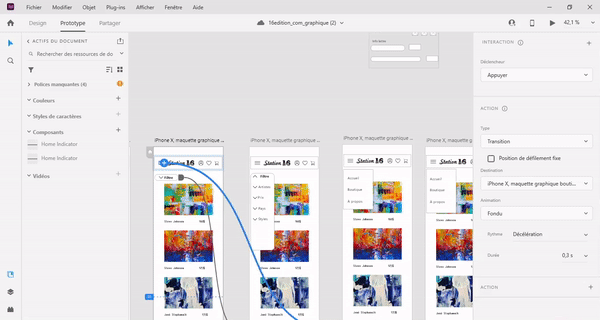 Fichier Modifier Objet Plug-ins Afficher Fenêtre Aide
Design Prototype Partager
16edition_com_graphique (2)
42,1 %
ACTIFS DU DOCUMENT
Rechercher des ressources de do
Polices manquantes (4)
Couleurs
Styles de caractères
Composants
Home Indicator
Home Indicator
Vidéos
iPhone X, maquette graphique ...
iPhone X, maquette graphique ...
iPhone X, maquette graphique ...
iPhone X, maquette gra
Station 16
Station 16
Station 16
Station 16
Filtre
Filtre
Artistes
Prix
Pays
Styles
Accueil
Boutique
À propos
Accueil
Boutique
À propos
INTERACTION
Déclencheur
Appuyer
ACTION
Type
Transition
Position de défilement fixe
Destination
iPhone X, maquette graphique bouti...
Animation
Fondu
Rythme Décélération
Durée 0,3 s
ACTION